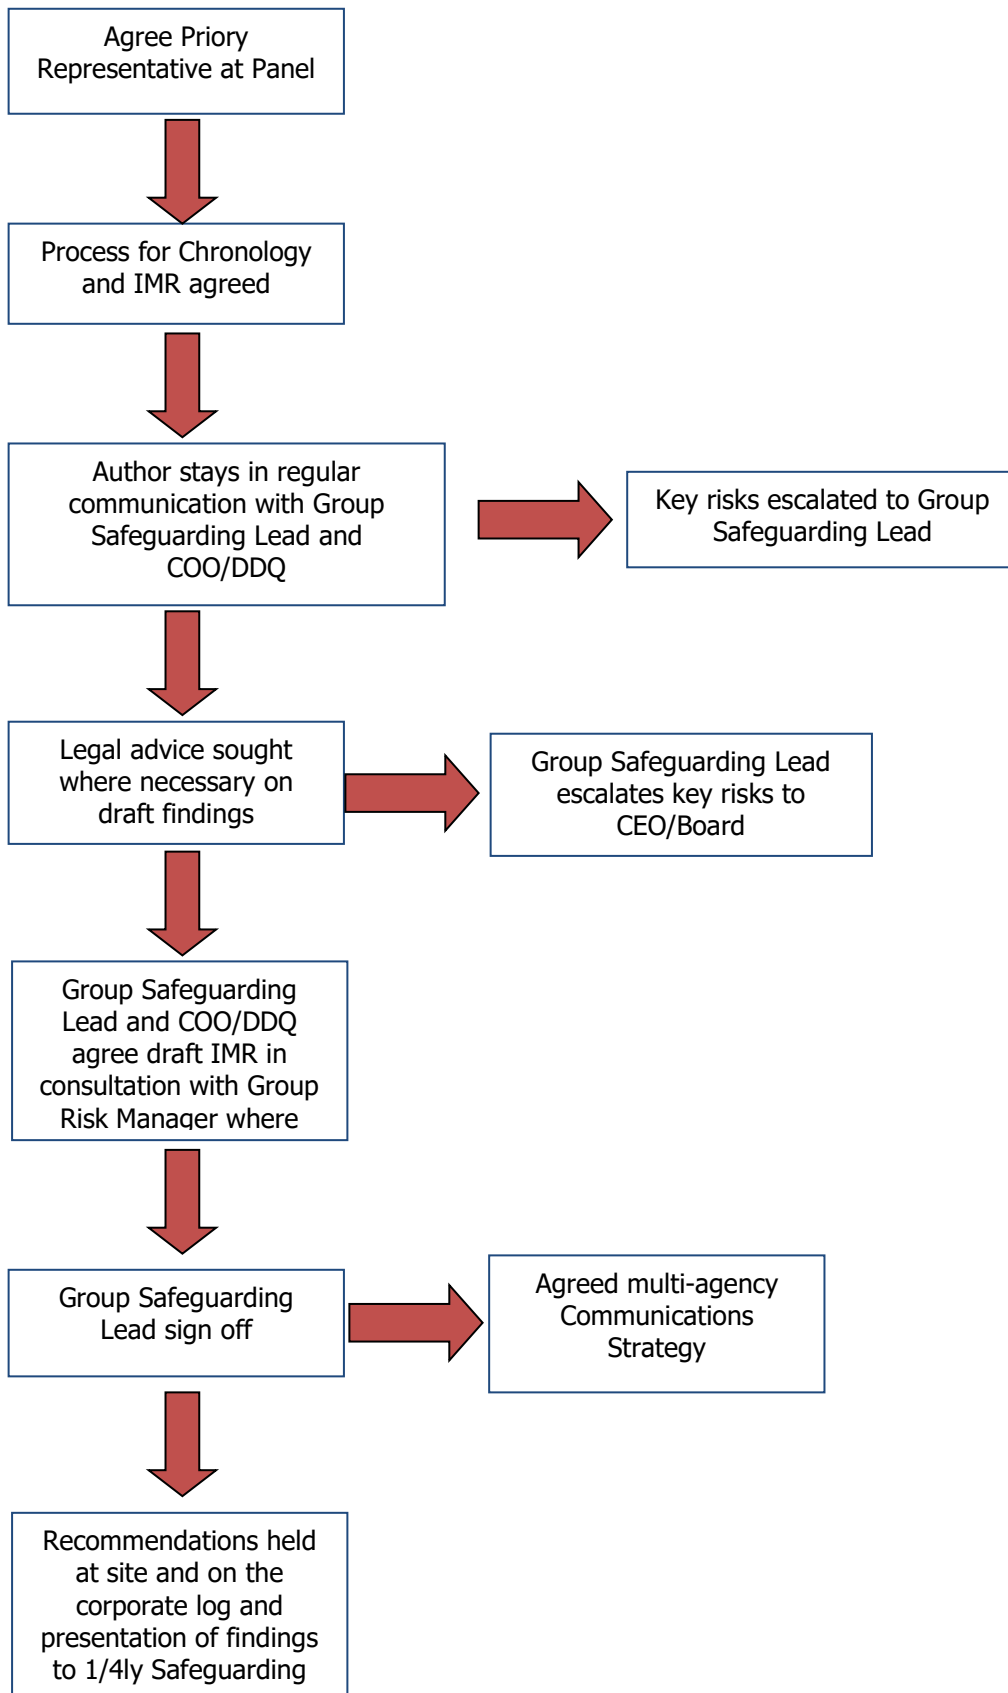 Agree Priory
Representative at Panel
Process for Chronology
and IMR agreed
Author stays in regular
communication with Group
Safeguarding Lead and
COO/DDQ
Key risks escalated to Group
Safeguarding Lead
Legal advice sought
where necessary on
draft findings
Group Safeguarding Lead
escalates key risks to
CEO/Board
Group Safeguarding
Lead and COO/DDQ
agree draft IMR in
consultation with Group
Risk Manager where
Group Safeguarding
Lead sign off
Agreed multi-agency
Communications
Strategy
Recommendations held
at site and on the
corporate log and
presentation of findings
to 1/4ly Safeguarding